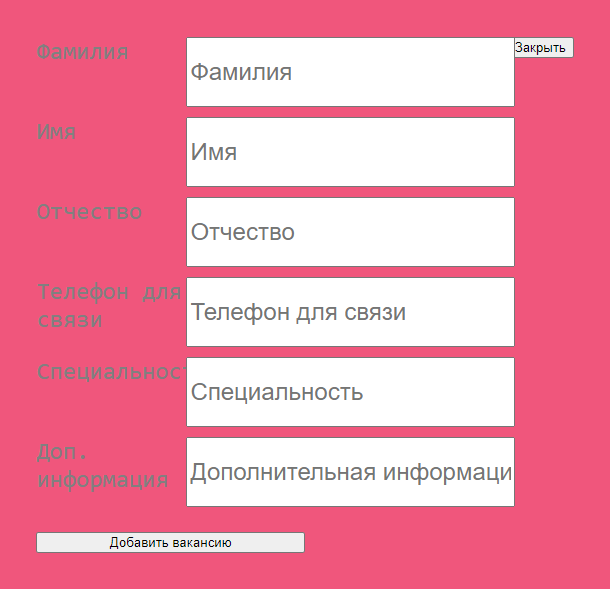 Фамилия
Фамилия
Закрыть
Имя
Имя
Отчество
Отчество
Телефон для
связи
Телефон для связи
Специальнос
Специальность
Доп.
информация
Дополнительная информаци
Добавить вакансию